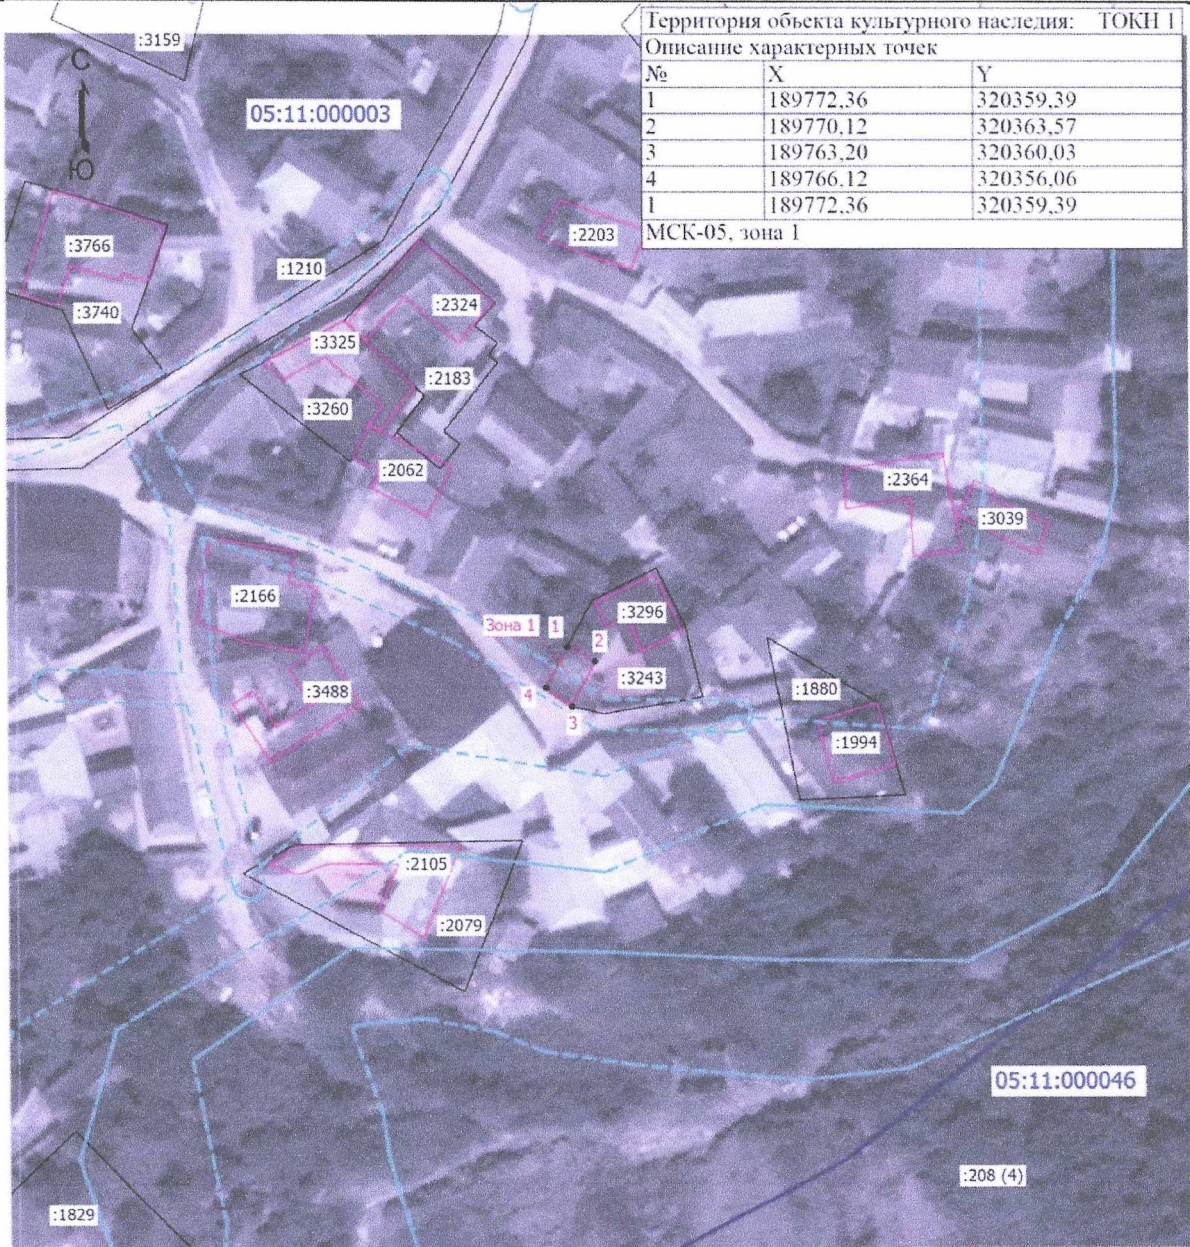 Территория объекта культурного наследия: ТОКН 1
Описание характерных точек
№ X Y
1 189772,36 320359,39
2 189770,12 320363,57
3 189763,20 320360,03
4 189766,12 320356,06
1 189772,36 320359,39
МСК-05, зона 1
:3159
С
05:11:000003
Ю
:3766
:2203
:1210
:3740
:2324
:3325
:2183
:3260
:2062
:2364
:3039
:2166
:3296
Зона 1
1
2
:3243
4
:3488
:1880
3
:1994
:2105
:2079
05:11:000046
:208 (4)
:1829